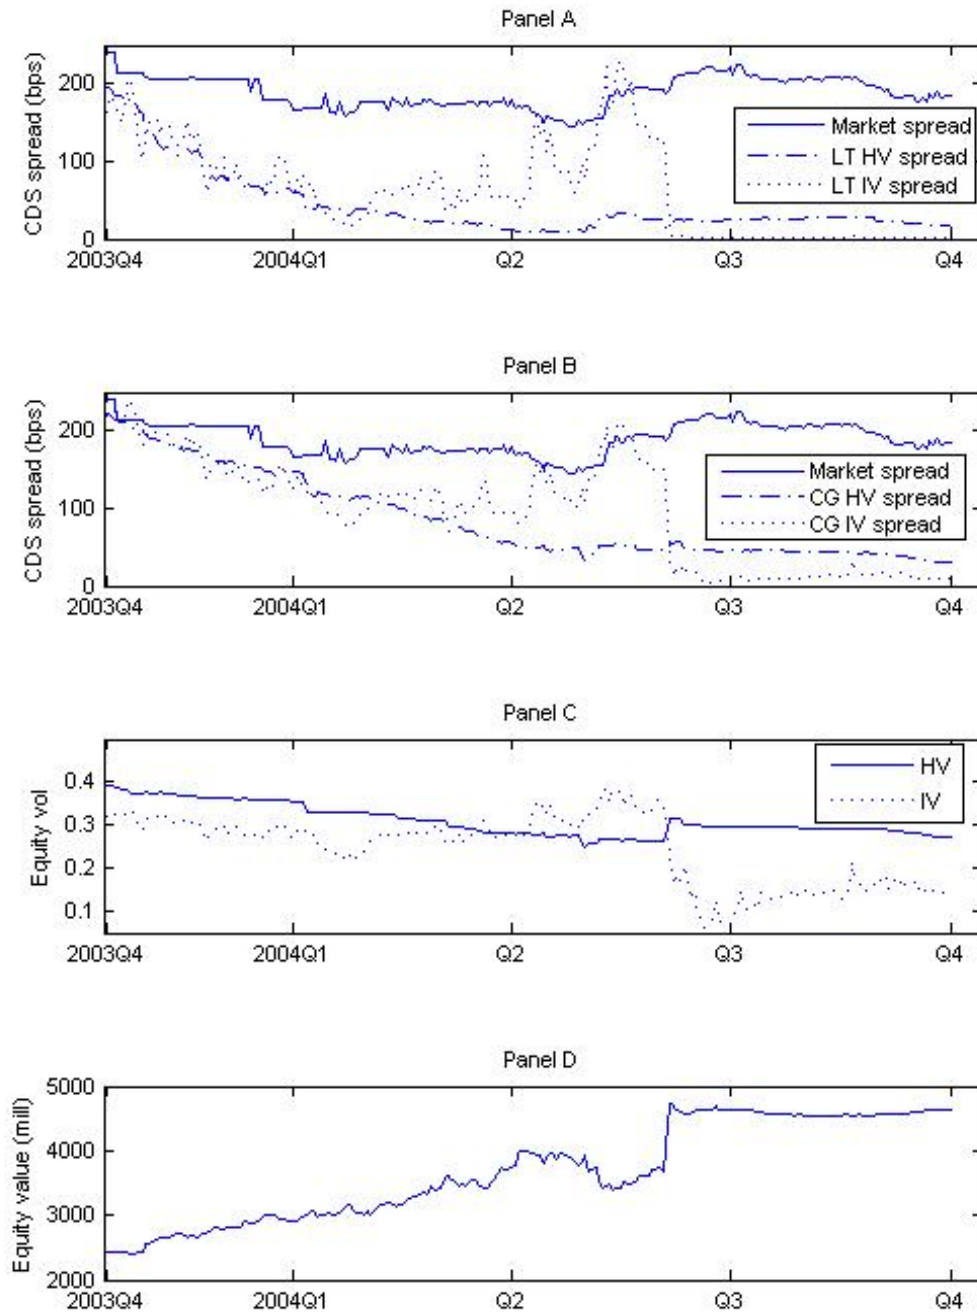 Panel A
CDS spread (bps)
200
100
0
Market spread
LT HV spread
LT IV spread
2003Q4 2004Q1 Q2 Q3 Q4
Panel B
CDS spread (bps)
200
100
0
Market spread
CG HV spread
CG IV spread
2003Q4 2004Q1 Q2 Q3 Q4
Panel C
Equity vol
0.4
0.3
0.2
0.1
HV
IV
2003Q4 2004Q1 Q2 Q3 Q4
Panel D
Equity value (mill)
5000
4000
3000
2000
2003Q4 2004Q1 Q2 Q3 Q4